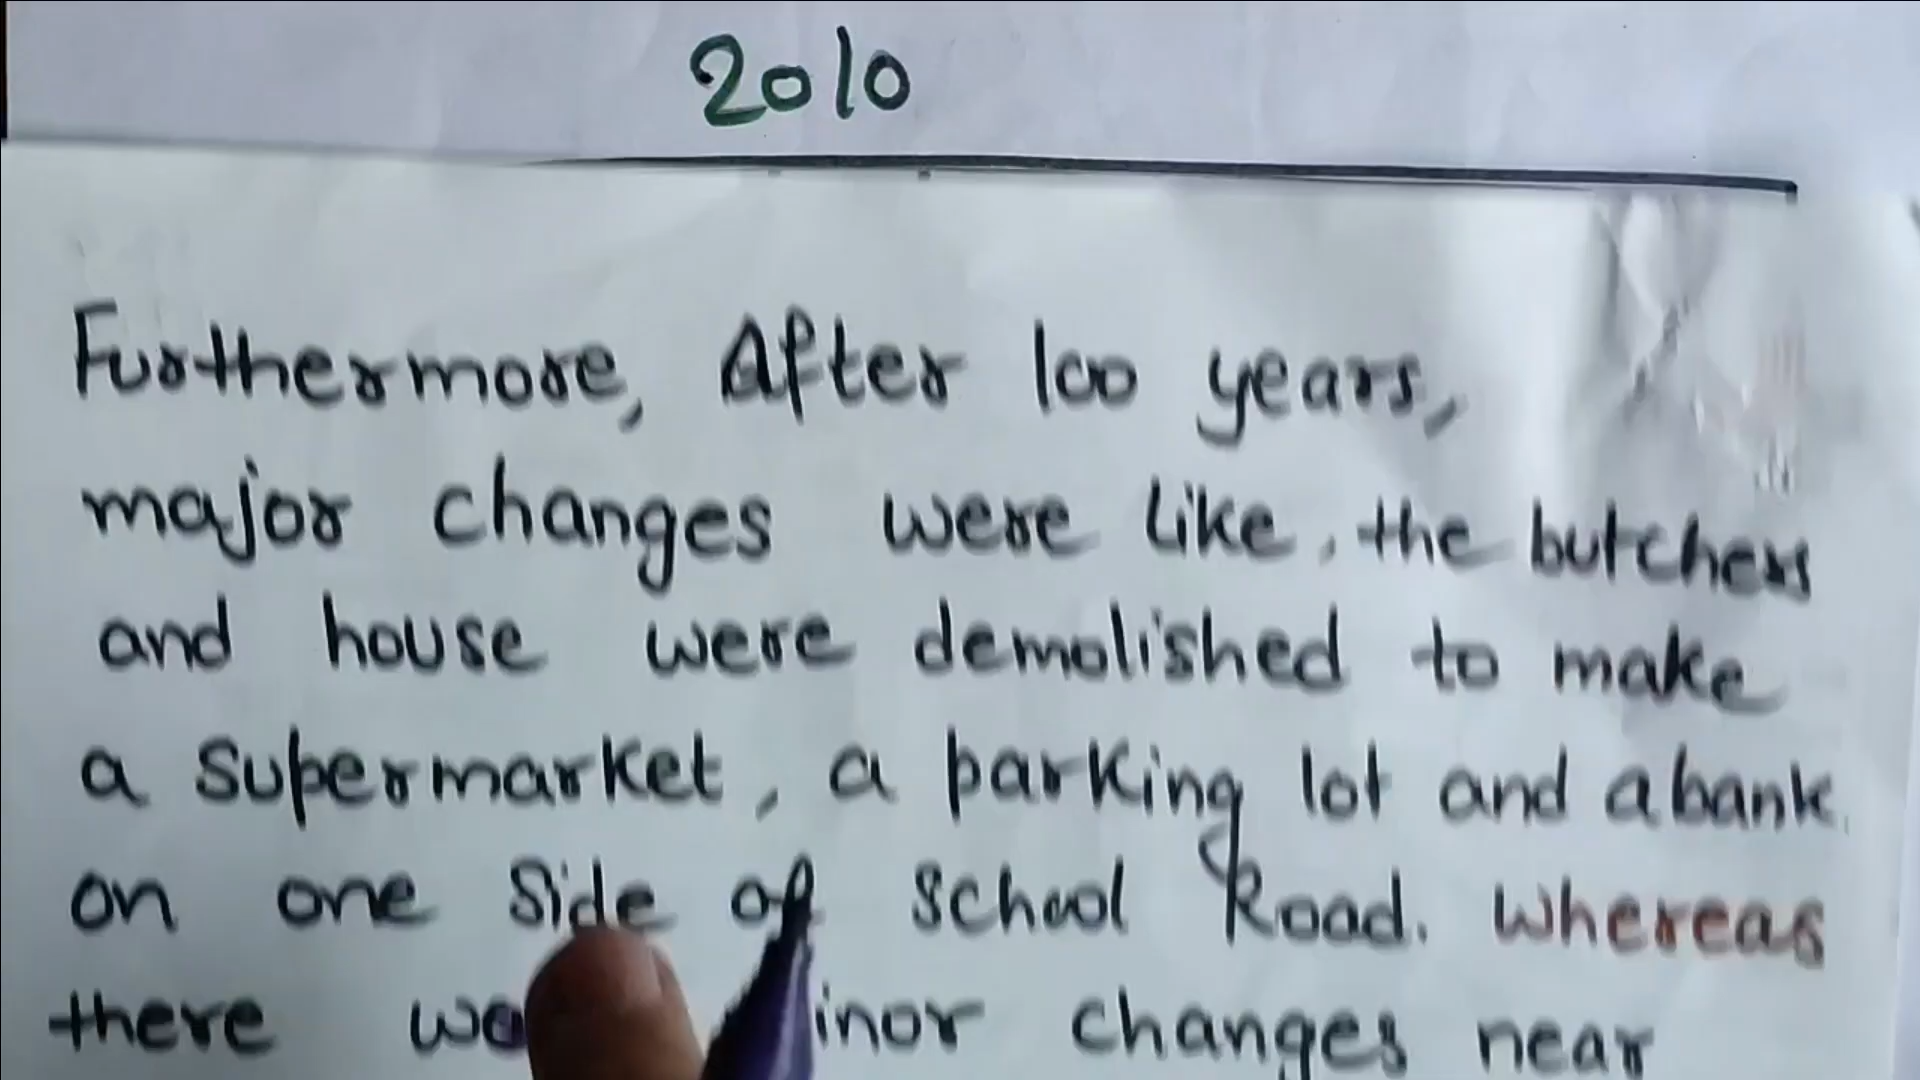 2010
Furthermore, After 100 years,
major changes were like, the butchers
and house were demolished to make
a supermarket, a parking lot and a bank
on one side of school Road. Whereas
there changes near